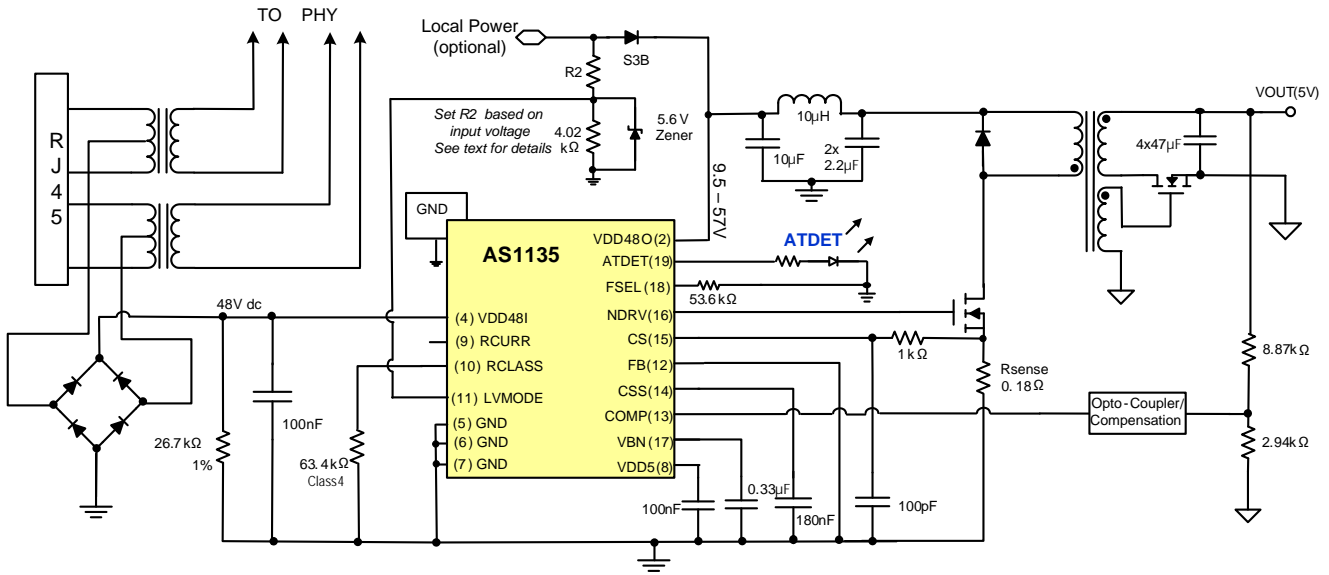 TO PHY
Local Power
(optional)
S3B
R2
RJ45
Set R2 based on
input voltage
See text for details
4.02
kΩ
5.6V
Zener
9.5 – 57V
10µH
10µF
2x
2.2µF
VOUT(5V)
4x47µF
GND
AS1135
VDD48O(2)
ATDET(19)
FSEL (18)
NDRV(16)
CS(15)
FB(12)
CSS(14)
COMP(13)
VBN(17)
VDD5(8)
(4) VDD48I
(9) RCURR
(10) RCLASS
(11) LVMODE
(5) GND
(6) GND
(7) GND
ATDET
53.6kΩ
1kΩ
Rsense
0.18Ω
8.87kΩ
Opto-Coupler/
Compensation
2.94kΩ
48V dc
26.7kΩ
1%
100nF
63.4kΩ
Class4
100nF
0.33µF
180nF
100pF